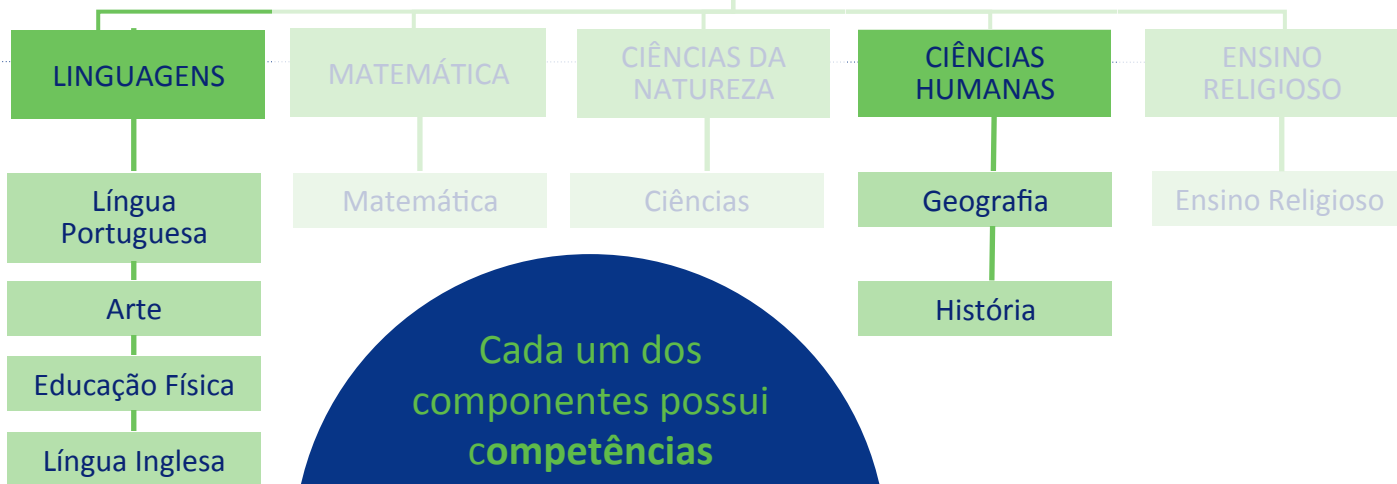 LINGUAGENS
MATEMÁTICA
CIÊNCIAS DA
NATUREZA
CIÊNCIAS
HUMANAS
ENSINO
RELIGIOSO
Língua
Portuguesa
Matemática
Ciências
Geografia
Ensino Religioso
Arte
História
Educação Física
Língua Inglesa
Cada um dos
componentes possui
competências